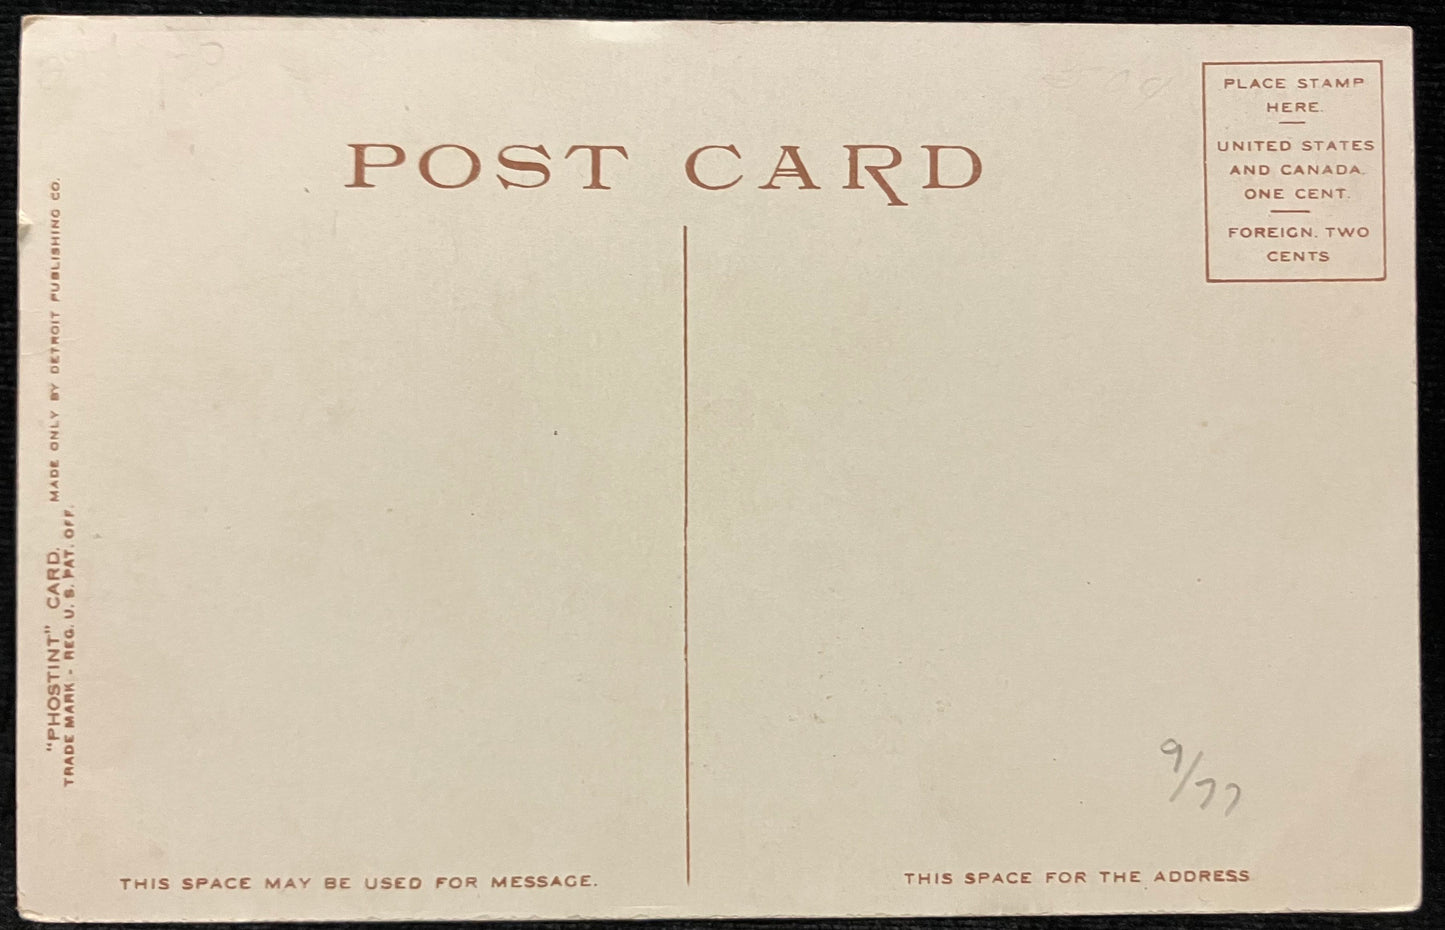 POST CARD
PLACE STAMP
HERE.
UNITED STATES
AND CANADA.
ONE CENT.
FOREIGN. TWO
CENTS
"PHOSTINT" CARD. MADE ONLY BY DETROIT PUBLISHING CO.
TRADE MARK - REG. U. S. PAT. OFF.
9/77
THIS SPACE MAY BE USED FOR MESSAGE.
THIS SPACE FOR THE ADDRESS